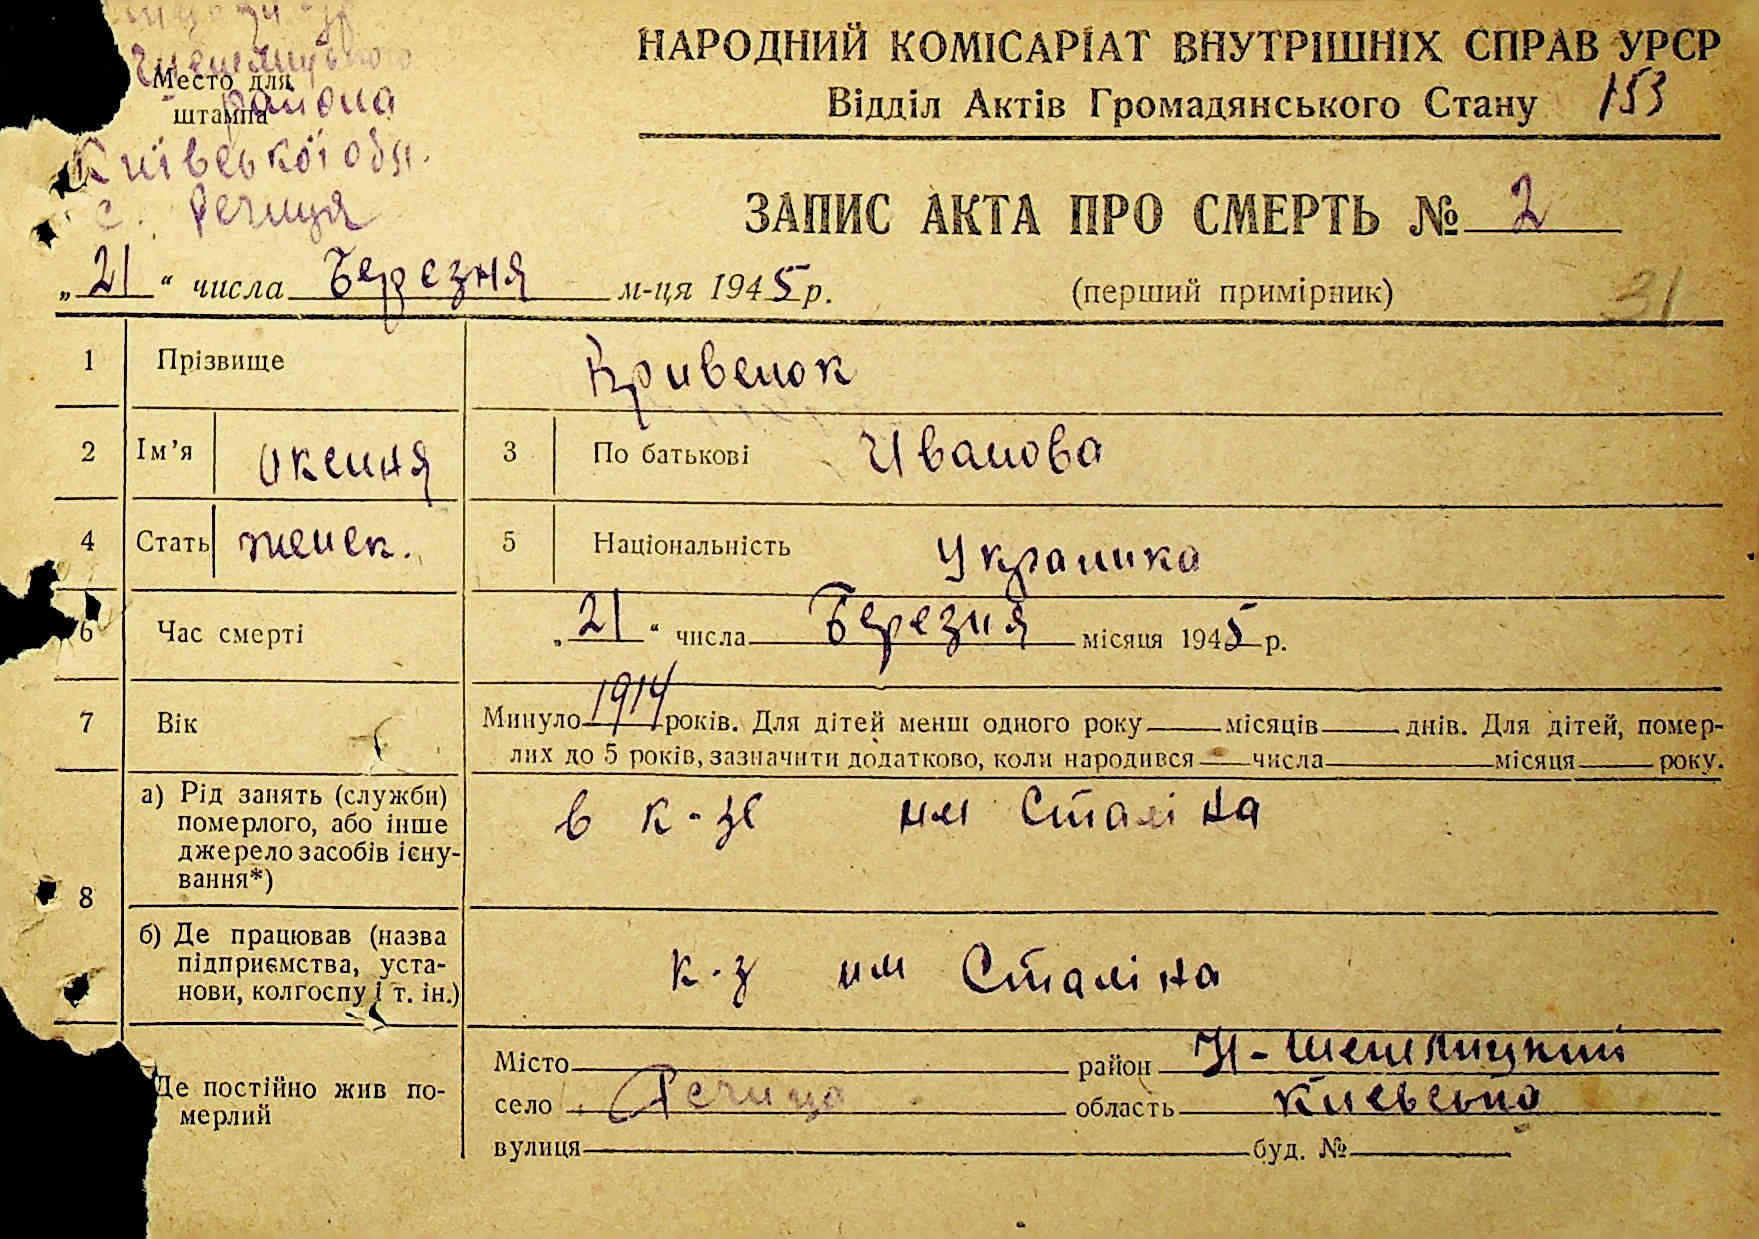 НАРОДНИЙ КОМІСАРІАТ ВНУТРІШНІХ СПРАВ УРСР
Відділ Актів Громадянського Стану 153
Место для
штампа
района
Київської обл.
с. Речиця
ЗАПИС АКТА ПРО СМЕРТЬ № 2
„21“ числа Березня м-ця 1945 р. (перший примірник) 31
1 Прізвище Кривенок
2 Ім’я Оксиня 3 По батькові Иванова
4 Стать женск. 5 Національність Украинка
6 Час смерті „21“ числа Березня місяця 1945 р.
7 Вік Минуло 1914 років. Для дітей менш одного року місяців днів. Для дітей, помер-
лих до 5 років, зазначити додатково, коли народився числа місяця року.
8 а) Рід занять (служби)
померлого, або інше
джерело засобів існу-
вання*) в к-зе им Сталіна
б) Де працював (назва
підприємства, уста-
нови, колгоспу і т. ін.) к-з им Сталіна
Де постійно жив по-
мерлий
Місто район Н-Шепилицкий
село Речица область Киевська
вулиця буд. №